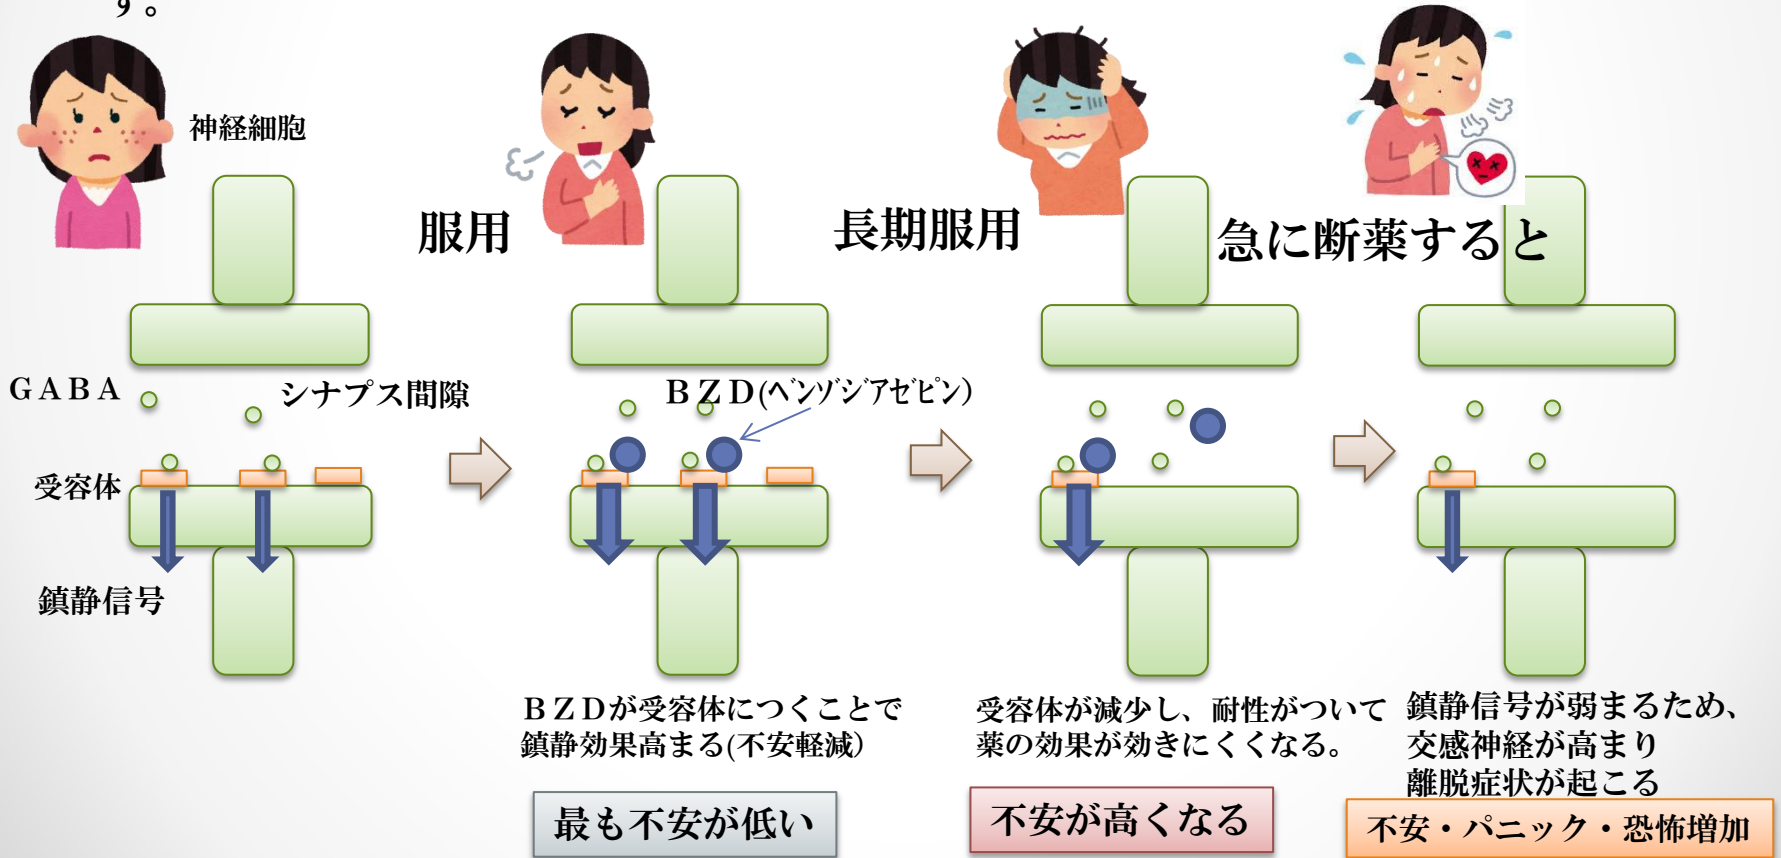 す。
神経細胞
服用
長期服用
急に断薬すると
ＧＡＢＡ
シナプス間隙
ＢＺＤ(ﾍﾞﾝｿﾞｼﾞｱｾﾞﾋﾟﾝ）
受容体
鎮静信号
ＢＺＤが受容体につくことで
鎮静効果高まる(不安軽減）
受容体が減少し、耐性がついて
薬の効果が効きにくくなる。
鎮静信号が弱まるため、
交感神経が高まり
離脱症状が起こる
最も不安が低い
不安が高くなる
不安・パニック・恐怖増加